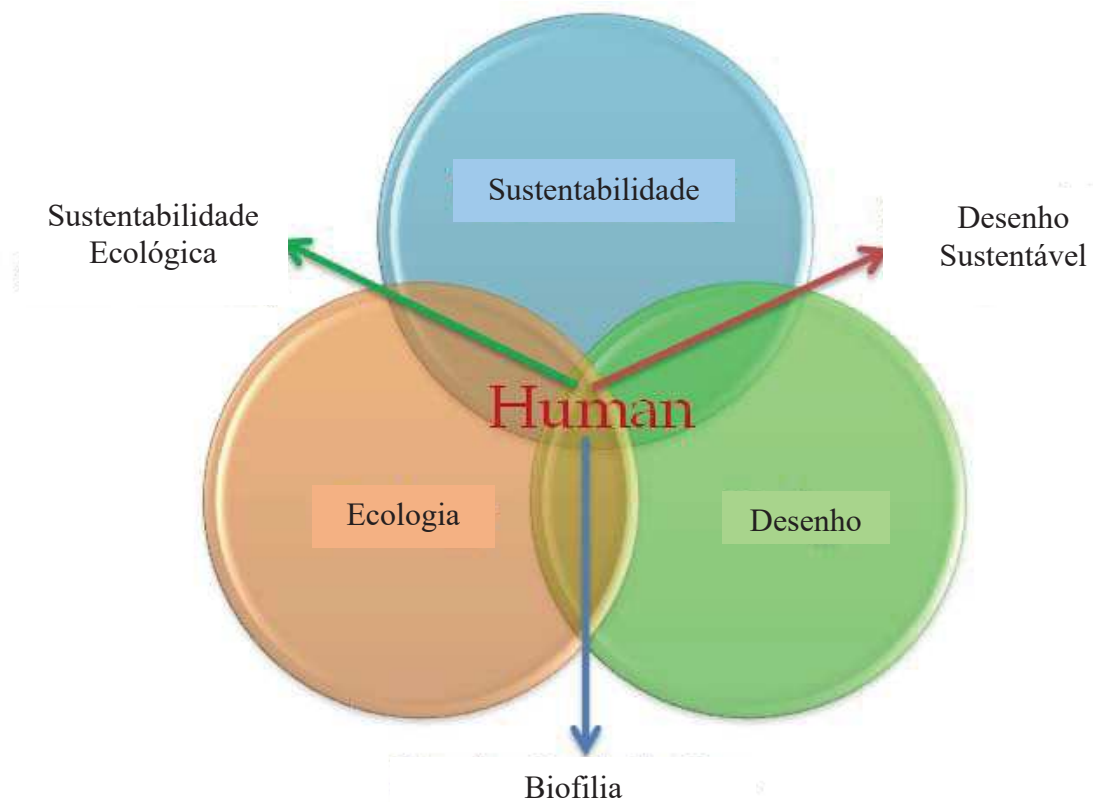 Sustentabilidade
Sustentabilidade
Ecológica
Desenho
Sustentável
Human
Ecologia
Desenho
Biofilia